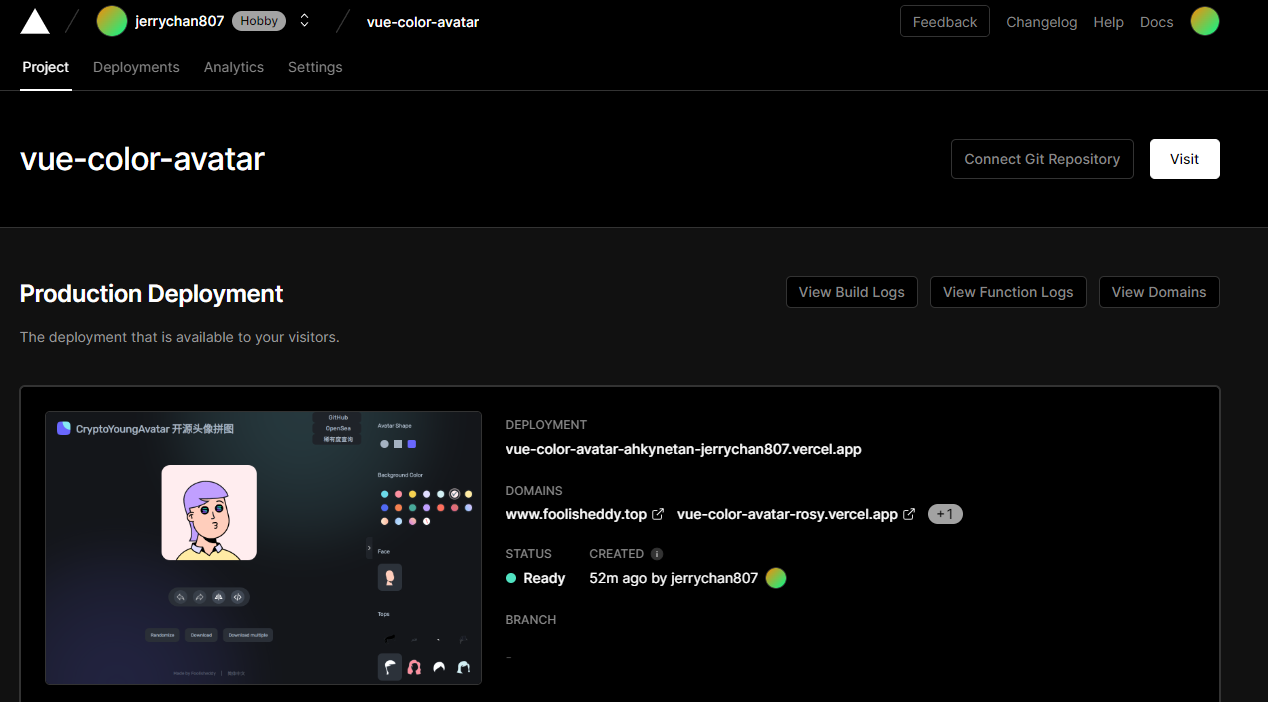 jerrychan807 Hobby vue-color-avatar Feedback Changelog Help Docs
Project Deployments Analytics Settings
vue-color-avatar Connect Git Repository Visit
Production Deployment View Build Logs View Function Logs View Domains
The deployment that is available to your visitors.
CryptoYoungAvatar 开源头像拼图
GitHub
OpenSea
稀有度查询
Avatar Shape
Background Color
Face
Tops
Randomize Download Download multiple
DEPLOYMENT
vue-color-avatar-ahkynetan-jerrychan807.vercel.app
DOMAINS
www.foolisheddy.top vue-color-avatar-rosy.vercel.app +1
STATUS CREATED
Ready 52m ago by jerrychan807
BRANCH
-